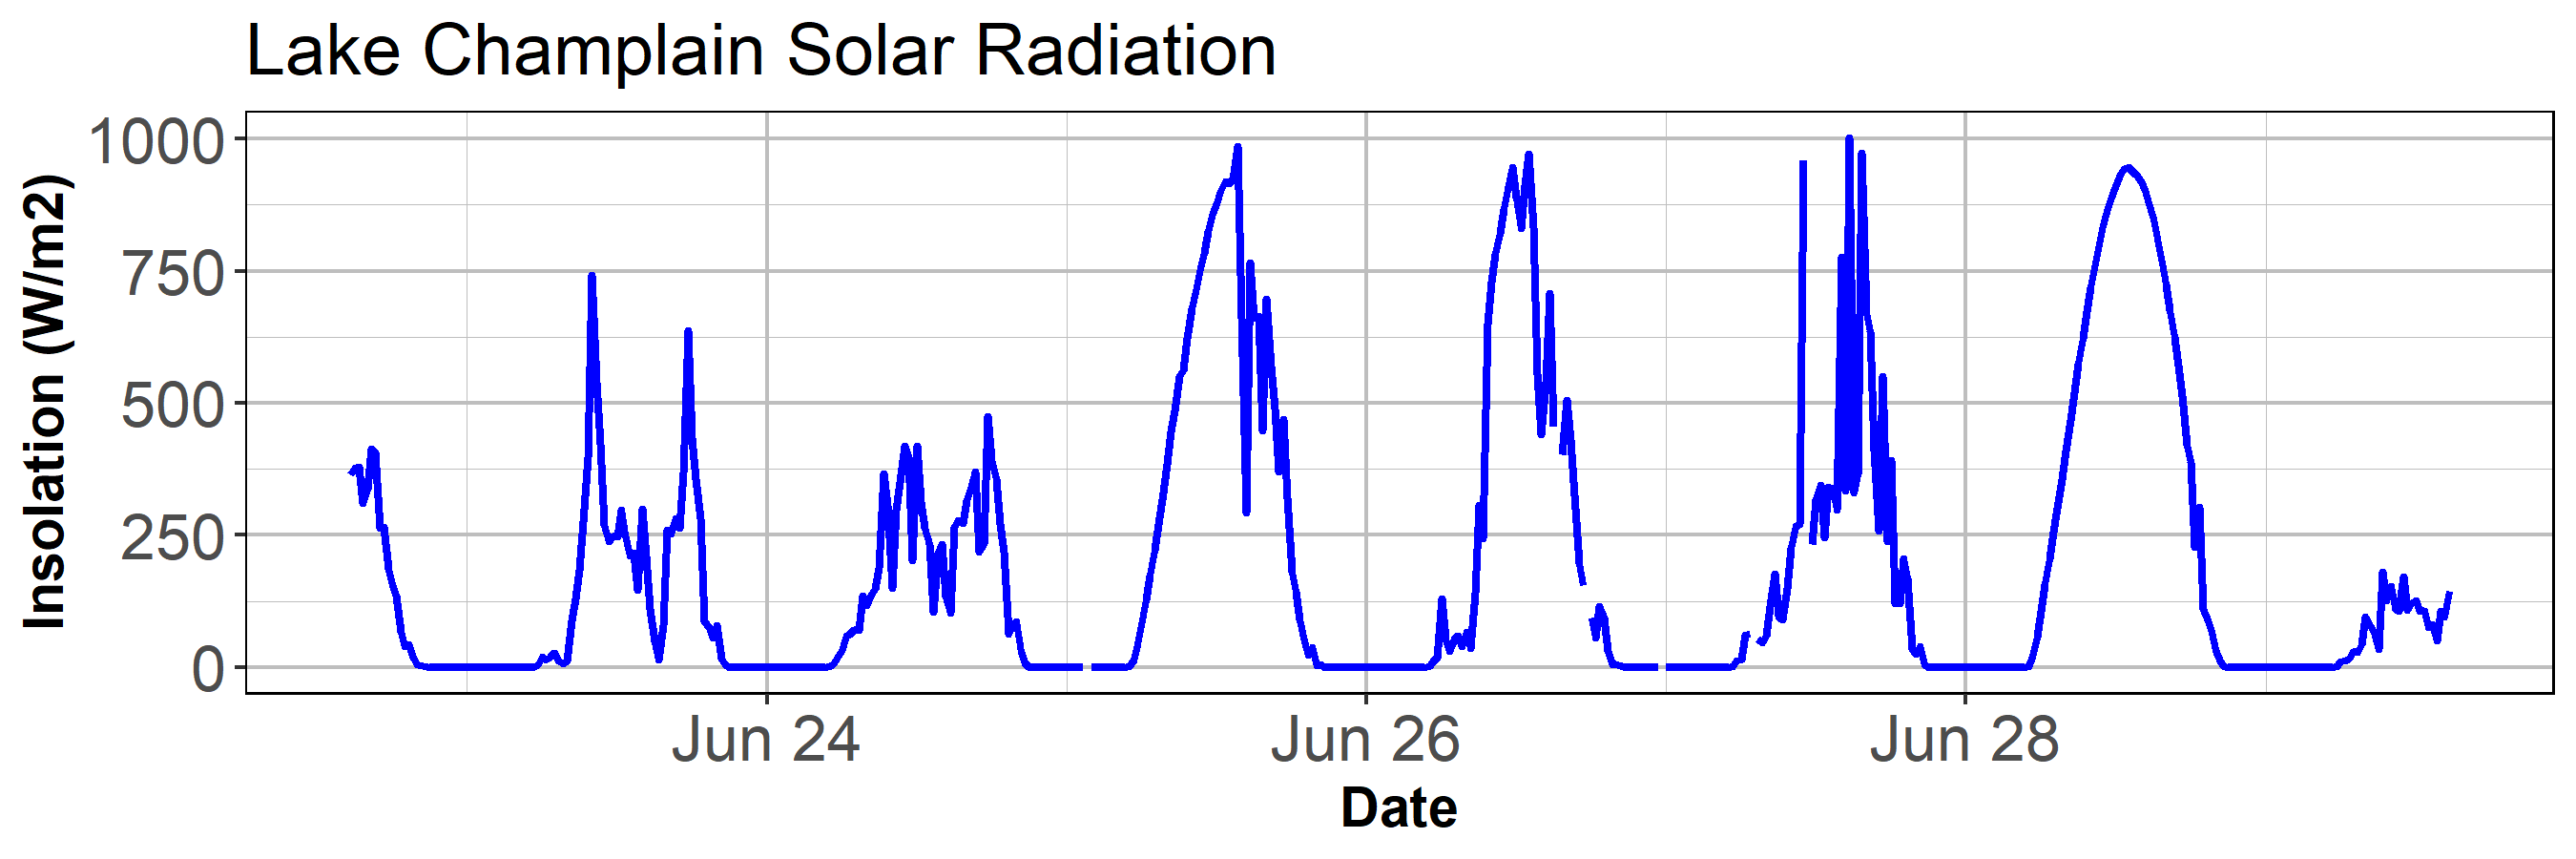 Lake Champlain Solar Radiation
Insolation (W/m2)
1000
750
500
250
0
Jun 24 Jun 26 Jun 28
Date